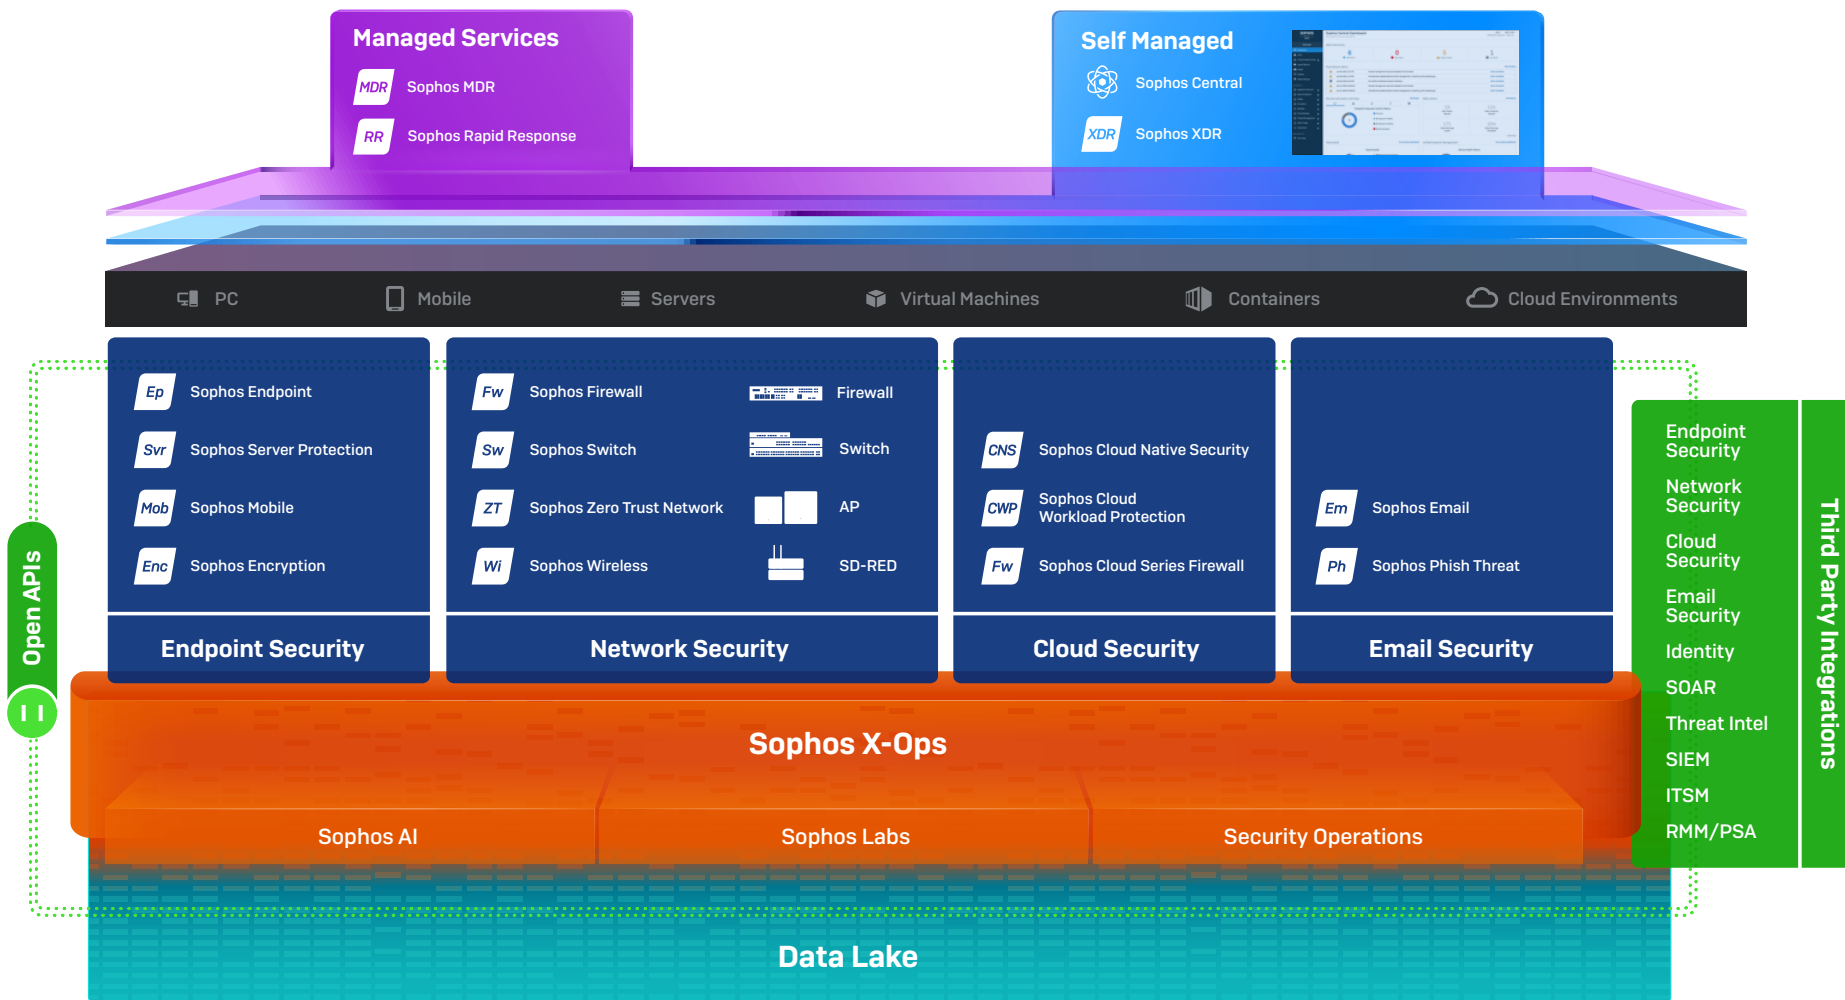 Managed Services
MDR Sophos MDR
RR Sophos Rapid Response
Self Managed
Sophos Central
XDR Sophos XDR
PC Mobile Servers Virtual Machines Containers Cloud Environments
Ep Sophos Endpoint
Svr Sophos Server Protection
Mob Sophos Mobile
Enc Sophos Encryption
Endpoint Security
Fw Sophos Firewall Firewall
Sw Sophos Switch Switch
ZT Sophos Zero Trust Network AP
Wi Sophos Wireless SD-RED
Network Security
CNS Sophos Cloud Native Security
CWP Sophos Cloud
Workload Protection
Fw Sophos Cloud Series Firewall
Cloud Security
Em Sophos Email
Ph Sophos Phish Threat
Email Security
Open APIs
Endpoint
Security
Network
Security
Cloud
Security
Email
Security
Identity
SOAR
Threat Intel
SIEM
ITSM
RMM/PSA
Third Party Integrations
Sophos X-Ops
Sophos AI Sophos Labs Security Operations
Data Lake